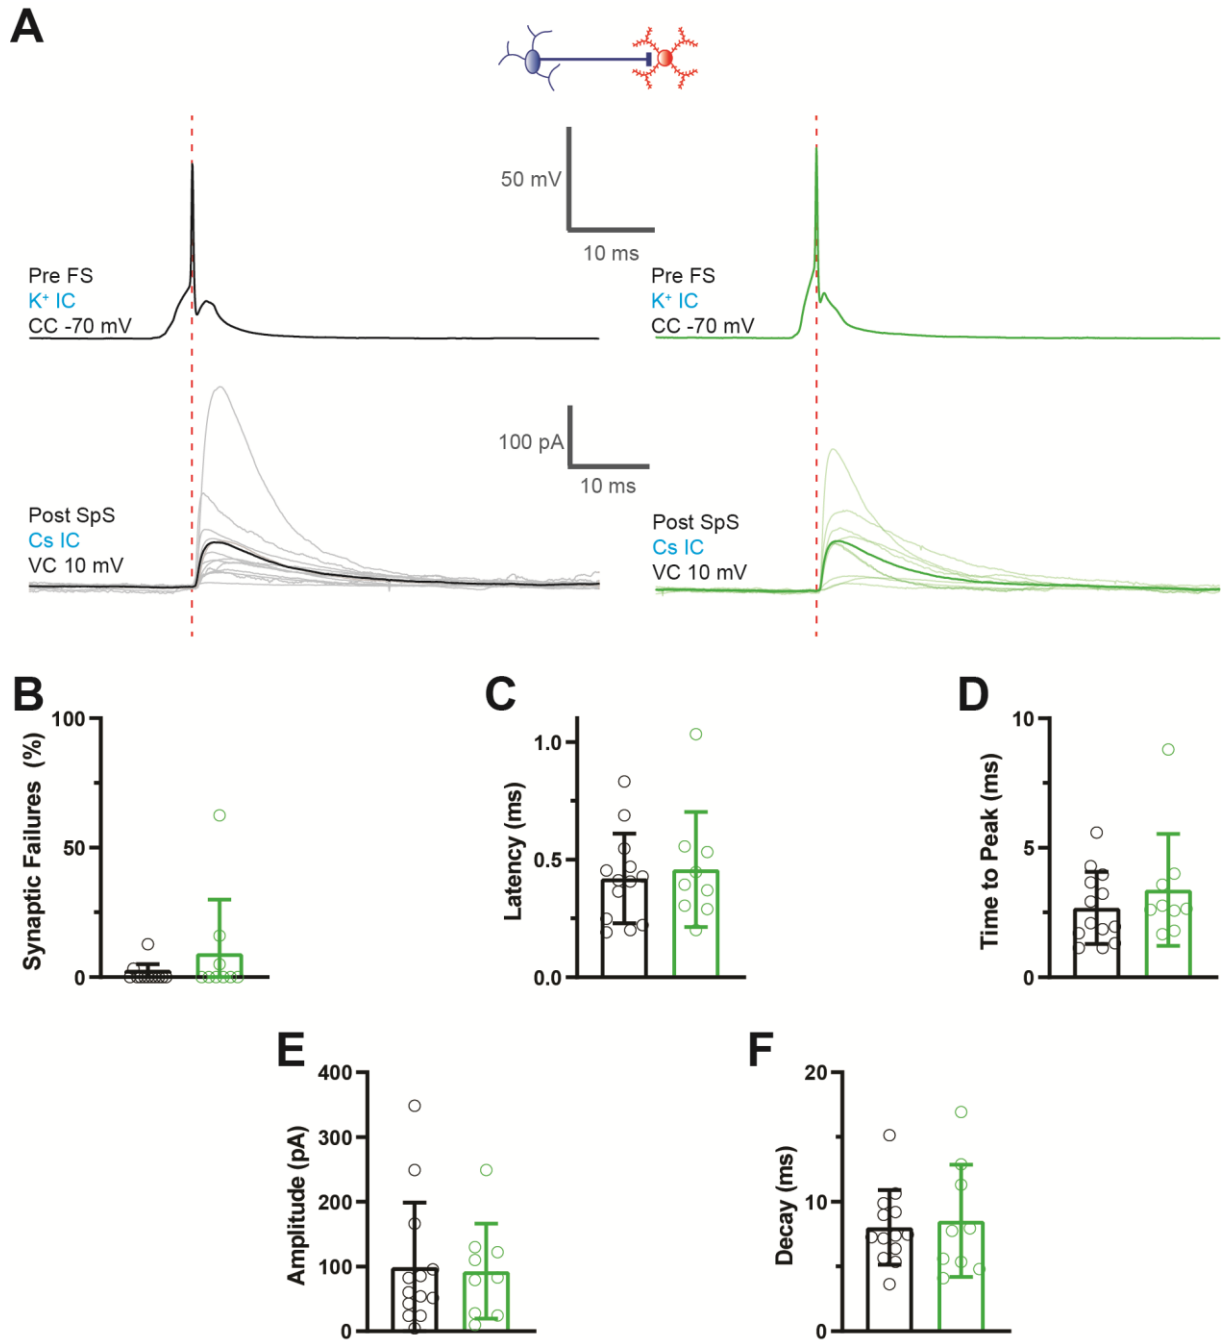 A
50 mV
10 ms
Pre FS
K⁺ IC
CC -70 mV
Pre FS
K⁺ IC
CC -70 mV
100 pA
10 ms
Post SpS
Cs IC
VC 10 mV
Post SpS
Cs IC
VC 10 mV
B
Synaptic Failures (%)
100
50
0
C
Latency (ms)
1.0
0.5
0.0
D
Time to Peak (ms)
10
5
0
E
Amplitude (pA)
400
300
200
100
0
F
Decay (ms)
20
10
0